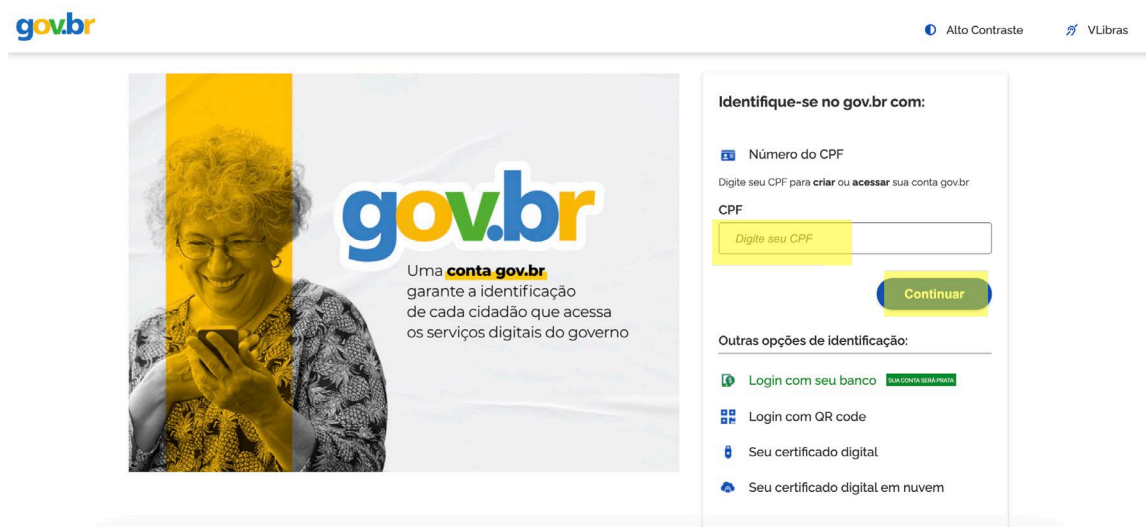 gov.br
Alto Contraste
VLibras
gov.br
Uma conta gov.br
garante a identificação
de cada cidadão que acessa
os serviços digitais do governo
Identifique-se no gov.br com:
Número do CPF
Digite seu CPF para criar ou acessar sua conta gov.br
CPF
Digite seu CPF
Continuar
Outras opções de identificação:
Login com seu banco SUA CONTA SERÁ PRATA
Login com QR code
Seu certificado digital
Seu certificado digital em nuvem